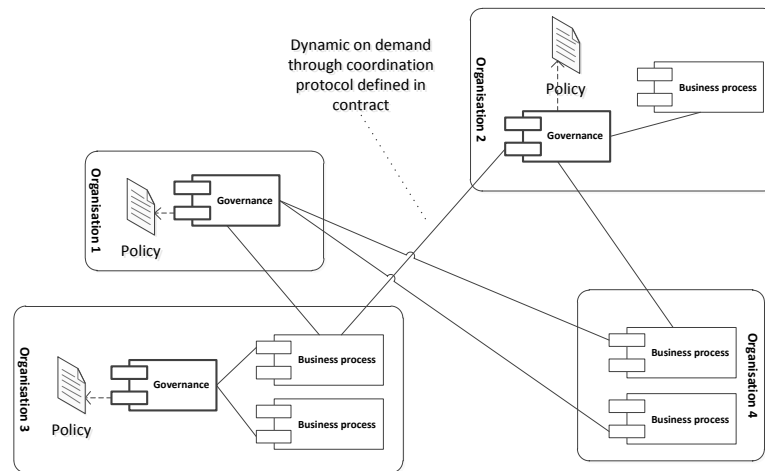 Dynamic on demand
through coordination
protocol defined in
contract
Organisation 2
Policy
Business process
Governance
Organisation 1
Governance
Policy
Organisation 3
Business process
Governance
Policy
Business process
Business process
Organisation 4
Business process